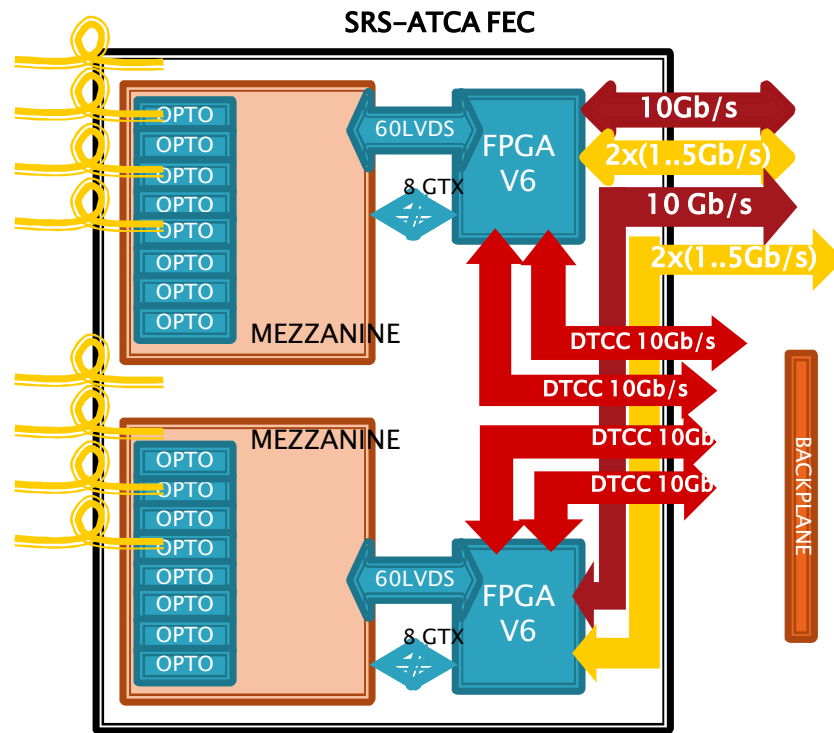 SRS-ATCA FEC
OPTO
OPTO
OPTO
OPTO
OPTO
OPTO
OPTO
OPTO
MEZZANINE
60LVDS
8 GTX
FPGA
V6
10Gb/s
2x(1..5Gb/s)
10 Gb/s
2x(1..5Gb/s)
DTCC 10Gb/s
DTCC 10Gb/s
DTCC 10Gb
DTCC 10Gb
BACKPLANE
MEZZANINE
OPTO
OPTO
OPTO
OPTO
OPTO
OPTO
OPTO
OPTO
60LVDS
8 GTX
FPGA
V6